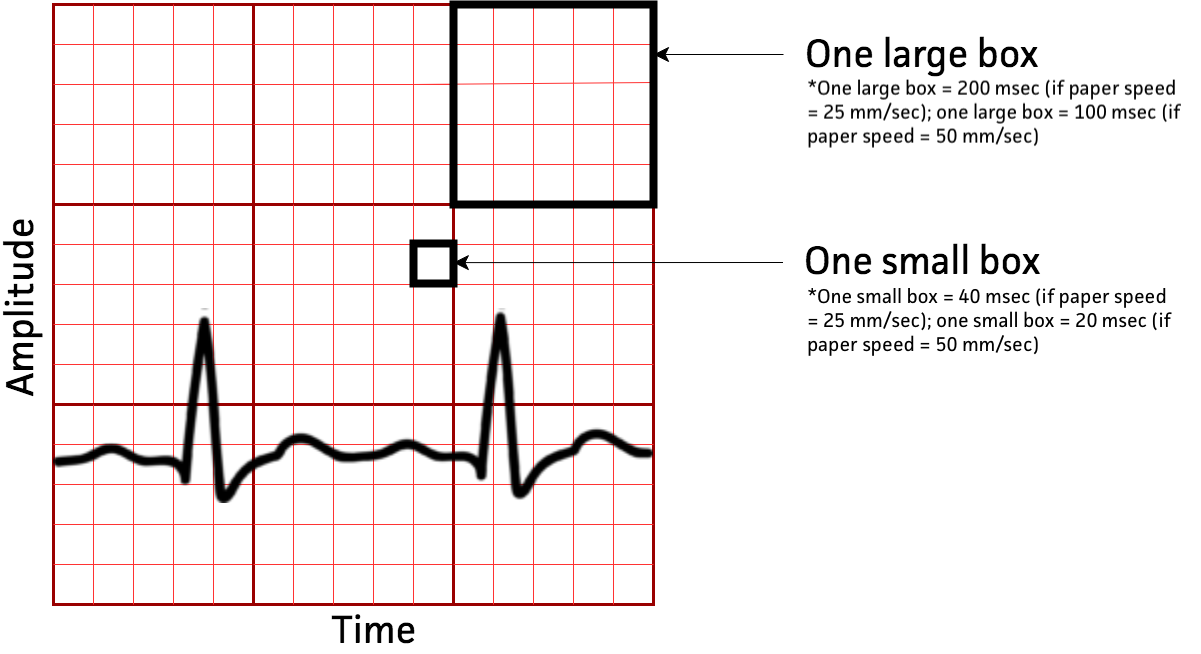 One large box
*One large box = 200 msec (if paper speed
= 25 mm/sec); one large box = 100 msec (if
paper speed = 50 mm/sec)
Amplitude
One small box
*One small box = 40 msec (if paper speed
= 25 mm/sec); one small box = 20 msec (if
paper speed = 50 mm/sec)
Time